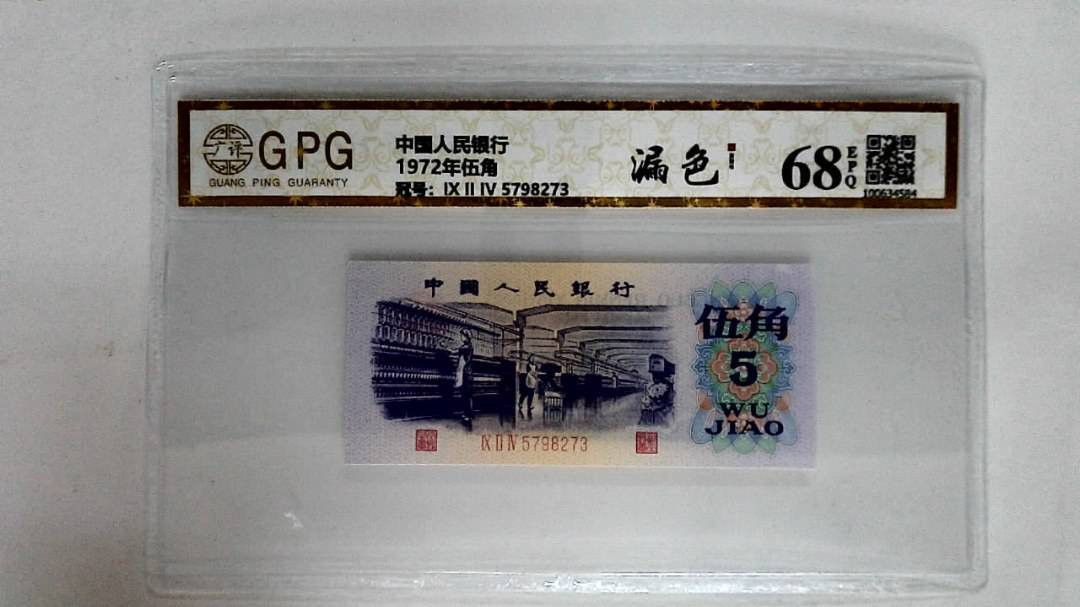 广评
GPG
GUANG PING GUARANTY
中国人民银行
1972年伍角
冠号: IX II IV 5798273
漏色
68
EPQ
100634584
中國人民銀行
伍角
5
WU
JIAO
IX II IV 5798273